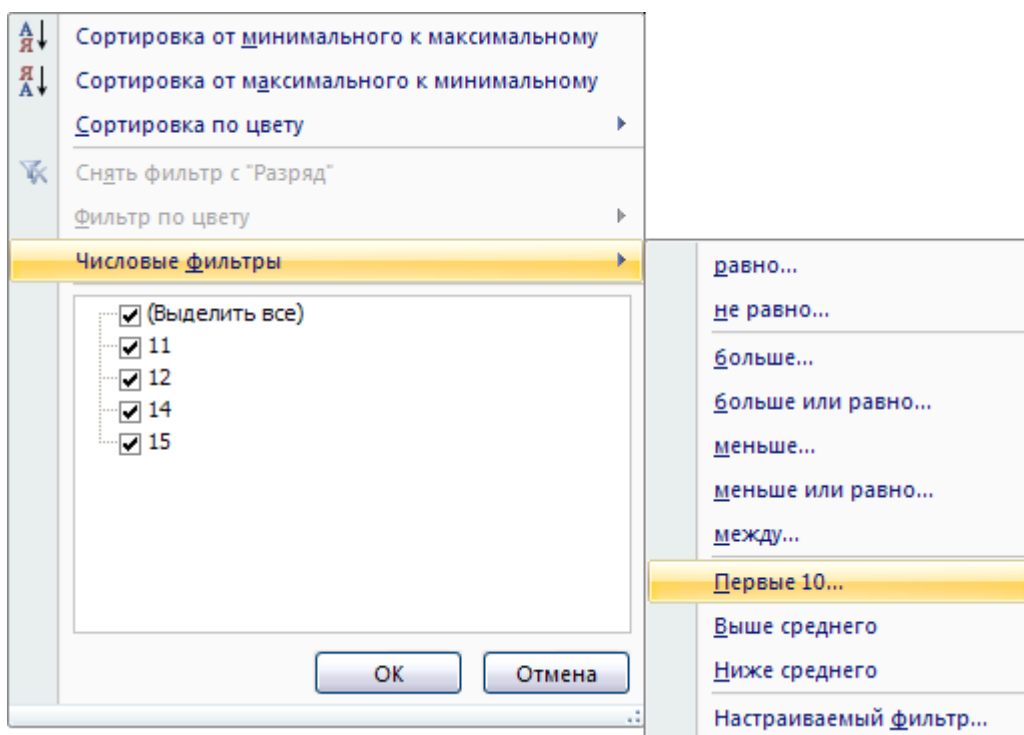 Сортировка от минимального к максимальному
Сортировка от максимального к минимальному
Сортировка по цвету
Снять фильтр с "Разряд"
Фильтр по цвету
Числовые фильтры
(Выделить все)
11
12
14
15
ОК
Отмена
равно...
не равно...
больше...
больше или равно...
меньше...
меньше или равно...
между...
Первые 10...
Выше среднего
Ниже среднего
Настраиваемый фильтр...